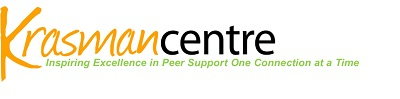 Krasmancentre
Inspiring Excellence in Peer Support One Connection at a Time